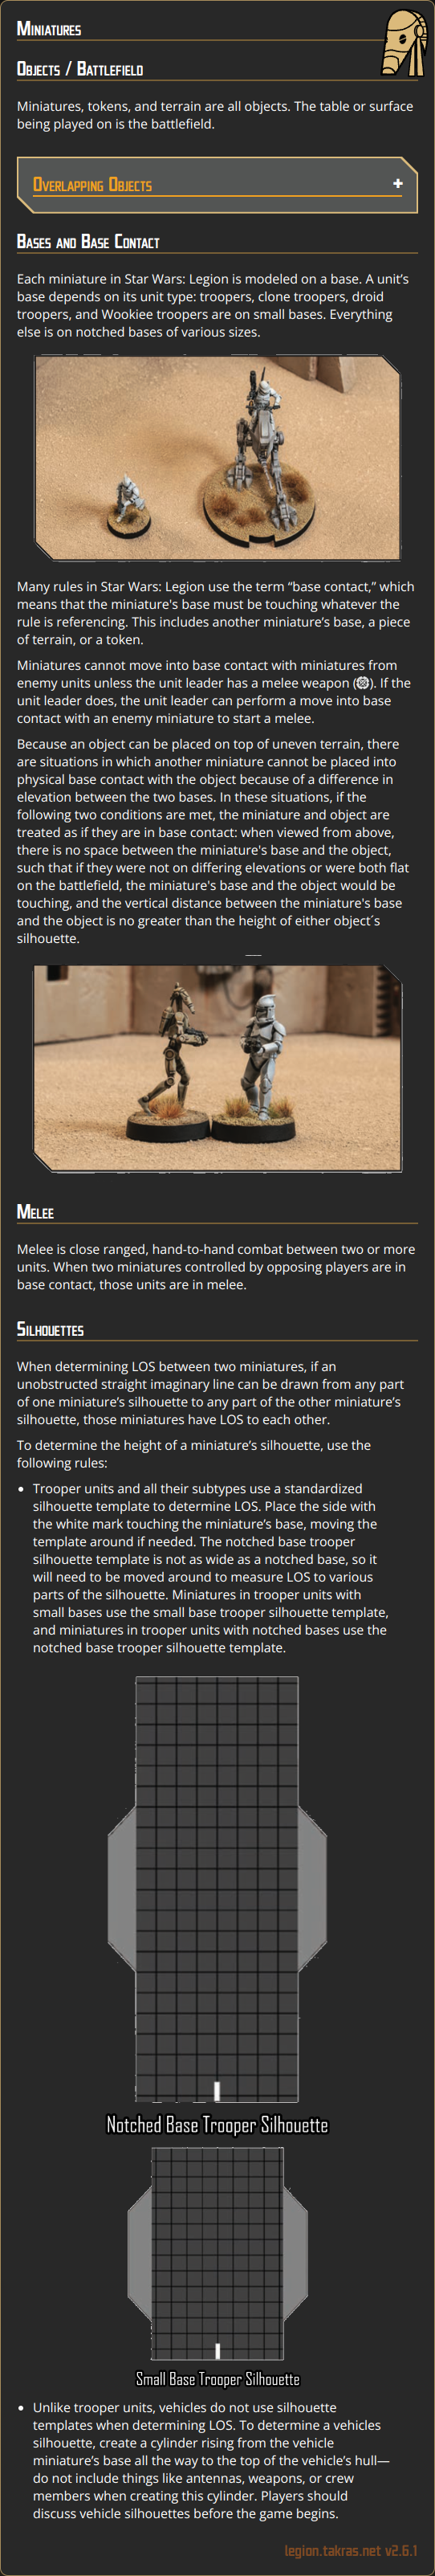 Miniatures
Objects / Battlefield
Miniatures, tokens, and terrain are all objects. The table or surface
being played on is the battlefield.
Overlapping Objects +
Bases and Base Contact
Each miniature in Star Wars: Legion is modeled on a base. A unit's
base depends on its unit type: troopers, clone troopers, droid
troopers, and Wookiee troopers are on small bases. Everything
else is on notched bases of various sizes.
Many rules in Star Wars: Legion use the term “base contact,” which
means that the miniature's base must be touching whatever the
rule is referencing. This includes another miniature’s base, a piece
of terrain, or a token.
Miniatures cannot move into base contact with miniatures from
enemy units unless the unit leader has a melee weapon (). If the
unit leader does, the unit leader can perform a move into base
contact with an enemy miniature to start a melee.
Because an object can be placed on top of uneven terrain, there
are situations in which another miniature cannot be placed into
physical base contact with the object because of a difference in
elevation between the two bases. In these situations, if the
following two conditions are met, the miniature and object are
treated as if they are in base contact: when viewed from above,
there is no space between the miniature's base and the object,
such that if they were not on differing elevations or were both flat
on the battlefield, the miniature's base and the object would be
touching, and the vertical distance between the miniature's base
and the object is no greater than the height of either object´s
silhouette.
Melee
Melee is close ranged, hand-to-hand combat between two or more
units. When two miniatures controlled by opposing players are in
base contact, those units are in melee.
Silhouettes
When determining LOS between two miniatures, if an
unobstructed straight imaginary line can be drawn from any part
of one miniature’s silhouette to any part of the other miniature’s
silhouette, those miniatures have LOS to each other.
To determine the height of a miniature’s silhouette, use the
following rules:
• Trooper units and all their subtypes use a standardized
silhouette template to determine LOS. Place the side with
the white mark touching the miniature’s base, moving the
template around if needed. The notched base trooper
silhouette template is not as wide as a notched base, so it
will need to be moved around to measure LOS to various
parts of the silhouette. Miniatures in trooper units with
small bases use the small base trooper silhouette template,
and miniatures in trooper units with notched bases use the
notched base trooper silhouette template.
Notched Base Trooper Silhouette
Small Base Trooper Silhouette
• Unlike trooper units, vehicles do not use silhouette
templates when determining LOS. To determine a vehicles
silhouette, create a cylinder rising from the vehicle
miniature’s base all the way to the top of the vehicle’s hull—
do not include things like antennas, weapons, or crew
members when creating this cylinder. Players should
discuss vehicle silhouettes before the game begins.
legion.takras.net v2.6.1